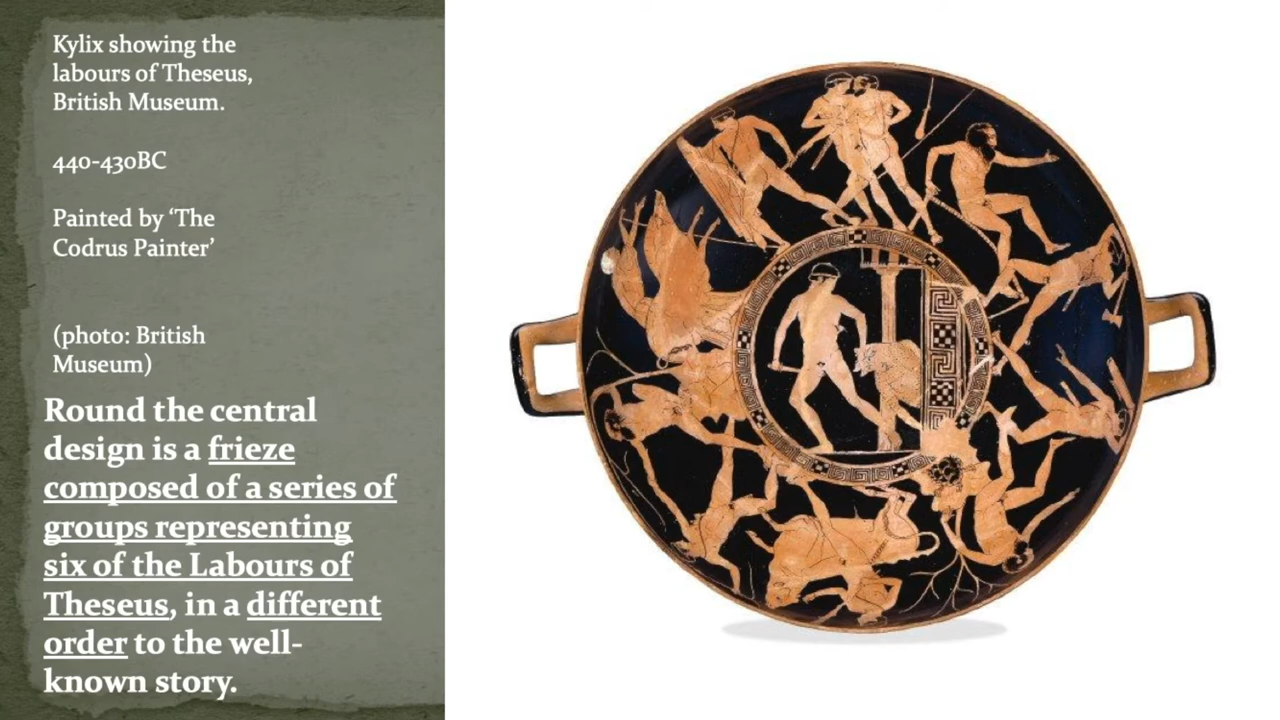 Kylix showing the
labours of Theseus,
British Museum.
440-430BC
Painted by ‘The
Codrus Painter’
(photo: British
Museum)
Round the central
design is a frieze
composed of a series of
groups representing
six of the Labours of
Theseus, in a different
order to the well-
known story.